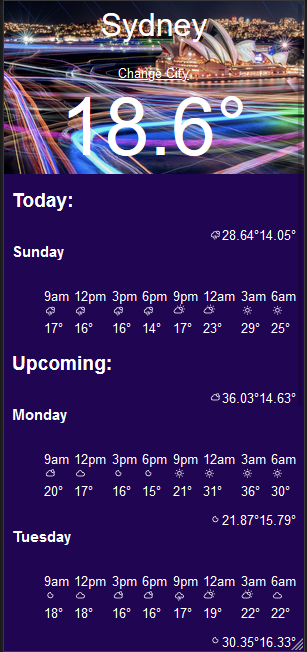 Sydney
Change City
18.6°
Today:
28.64°14.05°
Sunday
9am 12pm 3pm 6pm 9pm 12am 3am 6am
17° 16° 16° 14° 17° 23° 29° 25°
Upcoming:
36.03°14.63°
Monday
9am 12pm 3pm 6pm 9pm 12am 3am 6am
20° 17° 16° 15° 21° 31° 36° 30°
21.87°15.79°
Tuesday
9am 12pm 3pm 6pm 9pm 12am 3am 6am
18° 18° 16° 16° 17° 19° 22° 22°
30.35°16.33°